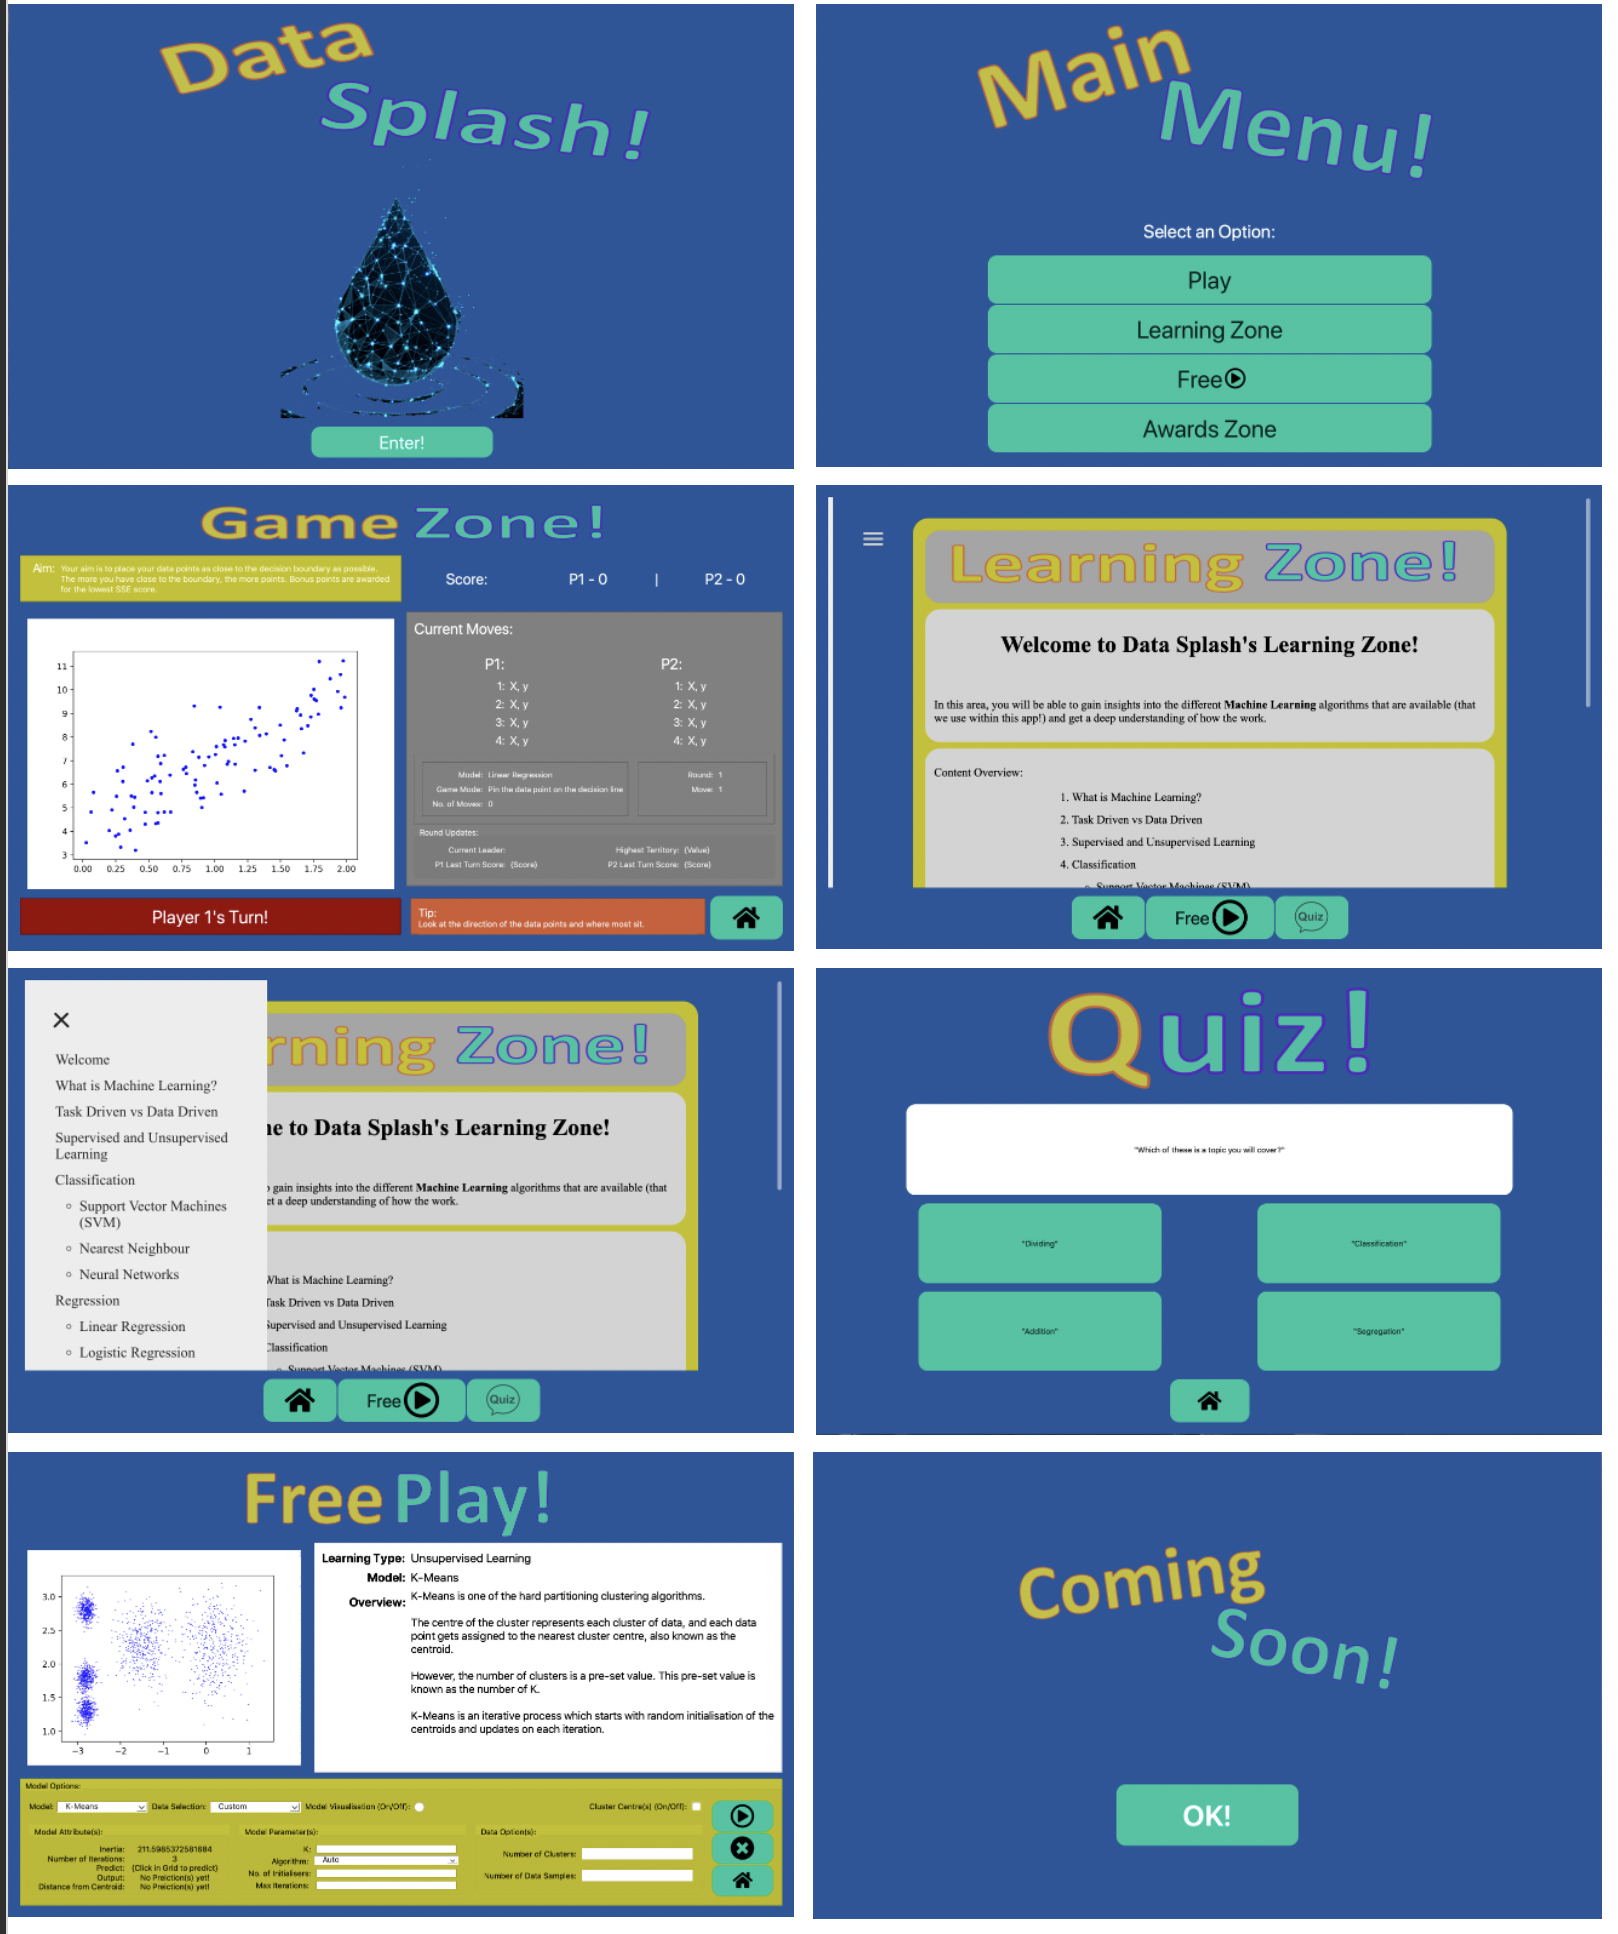 Data
Splash!
Enter!
Main
Menu!
Select an Option:
Play
Learning Zone
Free
Awards Zone
Game Zone!
Aim: Your aim is to place your data points as close to the decision boundary as possible.
The more you have close to the boundary, the more points. Bonus points are awarded
for the lowest SSE score.
Score: P1 - 0 | P2 - 0
11
10
9
8
7
6
5
4
3
0.00 0.25 0.50 0.75 1.00 1.25 1.50 1.75 2.00
Current Moves:
P1: P2:
1: X, y 1: X, y
2: X, y 2: X, y
3: X, y 3: X, y
4: X, y 4: X, y
Model: Linear Regression Round: 1
Game Mode: Pin the data point on the decision line Move: 1
No. of Moves: 0
Round Updates:
Current Leader: Highest Territory: {Value}
P1 Last Turn Score: {Score} P2 Last Turn Score: {Score}
Player 1's Turn!
Tip:
Look at the direction of the data points and where most sit.
Learning Zone!
Welcome to Data Splash's Learning Zone!
In this area, you will be able to gain insights into the different Machine Learning algorithms that are available (that
we use within this app!) and get a deep understanding of how the work.
Content Overview:
1. What is Machine Learning?
2. Task Driven vs Data Driven
3. Supervised and Unsupervised Learning
4. Classification
Support Vector Machines (SVM)
Free
Quiz
Welcome
What is Machine Learning?
Task Driven vs Data Driven
Supervised and Unsupervised
Learning
Classification
Support Vector Machines
(SVM)
Nearest Neighbour
Neural Networks
Regression
Linear Regression
Logistic Regression
rning Zone!
ne to Data Splash's Learning Zone!
o gain insights into the different Machine Learning algorithms that are available (that
et a deep understanding of how the work.
What is Machine Learning?
Task Driven vs Data Driven
Supervised and Unsupervised Learning
Classification
Support Vector Machines (SVM)
Free
Quiz
Quiz!
"Which of these is a topic you will cover?"
"Dividing" "Classification"
"Addition" "Segregation"
Free Play!
3.0
2.5
2.0
1.5
1.0
−3 −2 −1 0 1
Learning Type: Unsupervised Learning
Model: K-Means
Overview: K-Means is one of the hard partitioning clustering algorithms.
The centre of the cluster represents each cluster of data, and each data
point gets assigned to the nearest cluster centre, also known as the
centroid.
However, the number of clusters is a pre-set value. This pre-set value is
known as the number of K.
K-Means is an iterative process which starts with random initialisation of the
centroids and updates on each iteration.
Model Options:
Model: K-Means Data Selection: Custom Model Visualisation (On/Off): Cluster Centre(s) (On/Off):
Model Attribute(s): Model Parameter(s): Data Option(s):
Inertia: 211.5985372581884
Number of Iterations: 3
Predict: (Click in Grid to predict)
Output: No Preiction(s) yet!
Distance from Centroid: No Preiction(s) yet!
K:
Algorithm: Auto
No. of Initialisers:
Max Iterations:
Number of Clusters:
Number of Data Samples:
Coming
Soon!
OK!